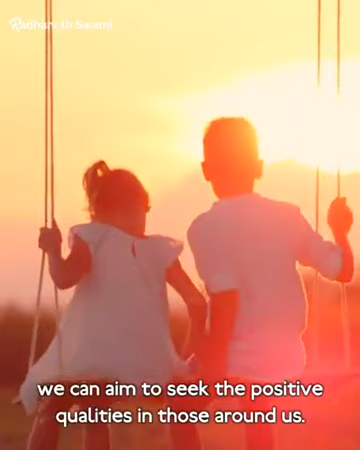 Radhanath Swami
we can aim to seek the positive
qualities in those around us.